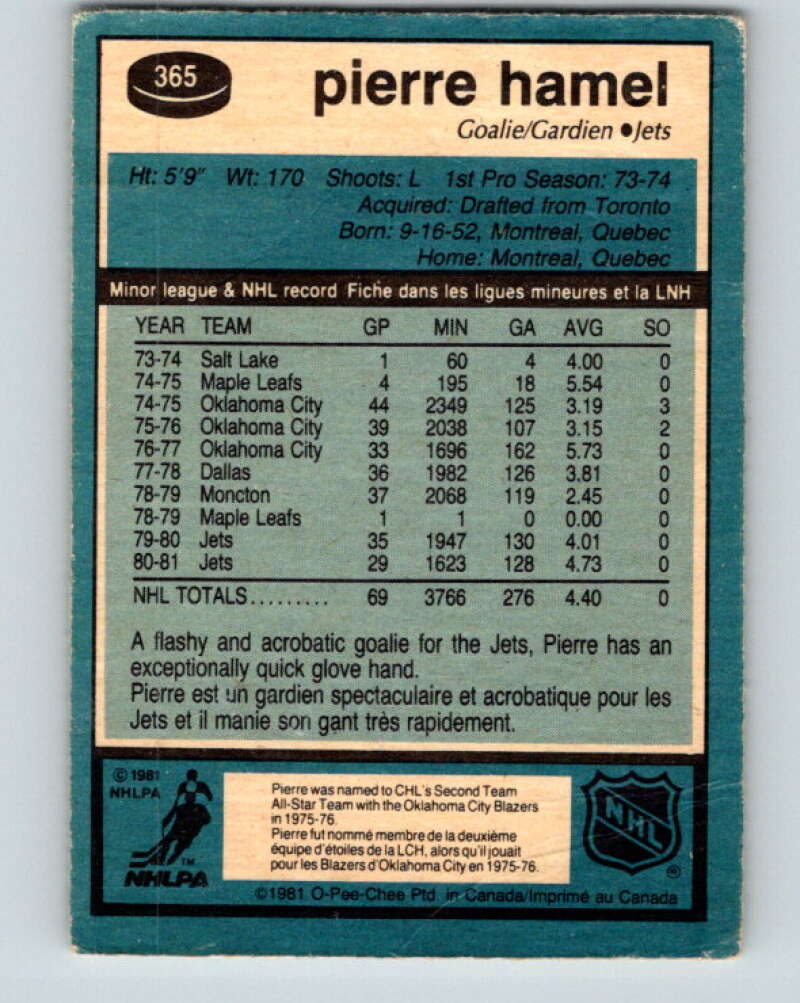 365
pierre hamel
Goalie/Gardien •Jets
Ht: 5'9" Wt: 170 Shoots: L 1st Pro Season: 73-74
Acquired: Drafted from Toronto
Born: 9-16-52, Montreal, Quebec
Home: Montreal, Quebec
Minor league & NHL record Fiche dans les ligues mineures et la LNH
YEAR TEAM GP MIN GA AVG SO
73-74 Salt Lake 1 60 4 4.00 0
74-75 Maple Leafs 4 195 18 5.54 0
74-75 Oklahoma City 44 2349 125 3.19 3
75-76 Oklahoma City 39 2038 107 3.15 2
76-77 Oklahoma City 33 1696 162 5.73 0
77-78 Dallas 36 1982 126 3.81 0
78-79 Moncton 37 2068 119 2.45 0
78-79 Maple Leafs 1 1 0 0.00 0
79-80 Jets 35 1947 130 4.01 0
80-81 Jets 29 1623 128 4.73 0
NHL TOTALS......... 69 3766 276 4.40 0
A flashy and acrobatic goalie for the Jets, Pierre has an
exceptionally quick glove hand.
Pierre est un gardien spectaculaire et acrobatique pour les
Jets et il manie son gant très rapidement.
© 1981
NHLPA
TM
NHLPA
Pierre was named to CHL's Second Team
All-Star Team with the Oklahoma City Blazers
in 1975-76.
Pierre fut nommé membre de la deuxième
équipe d'étoiles de la LCH, alors qu'il jouait
pour les Blazers d'Oklahoma City en 1975-76.
NHL
®
©1981 O-Pee-Chee Ptd. in Canada/Imprimé au Canada